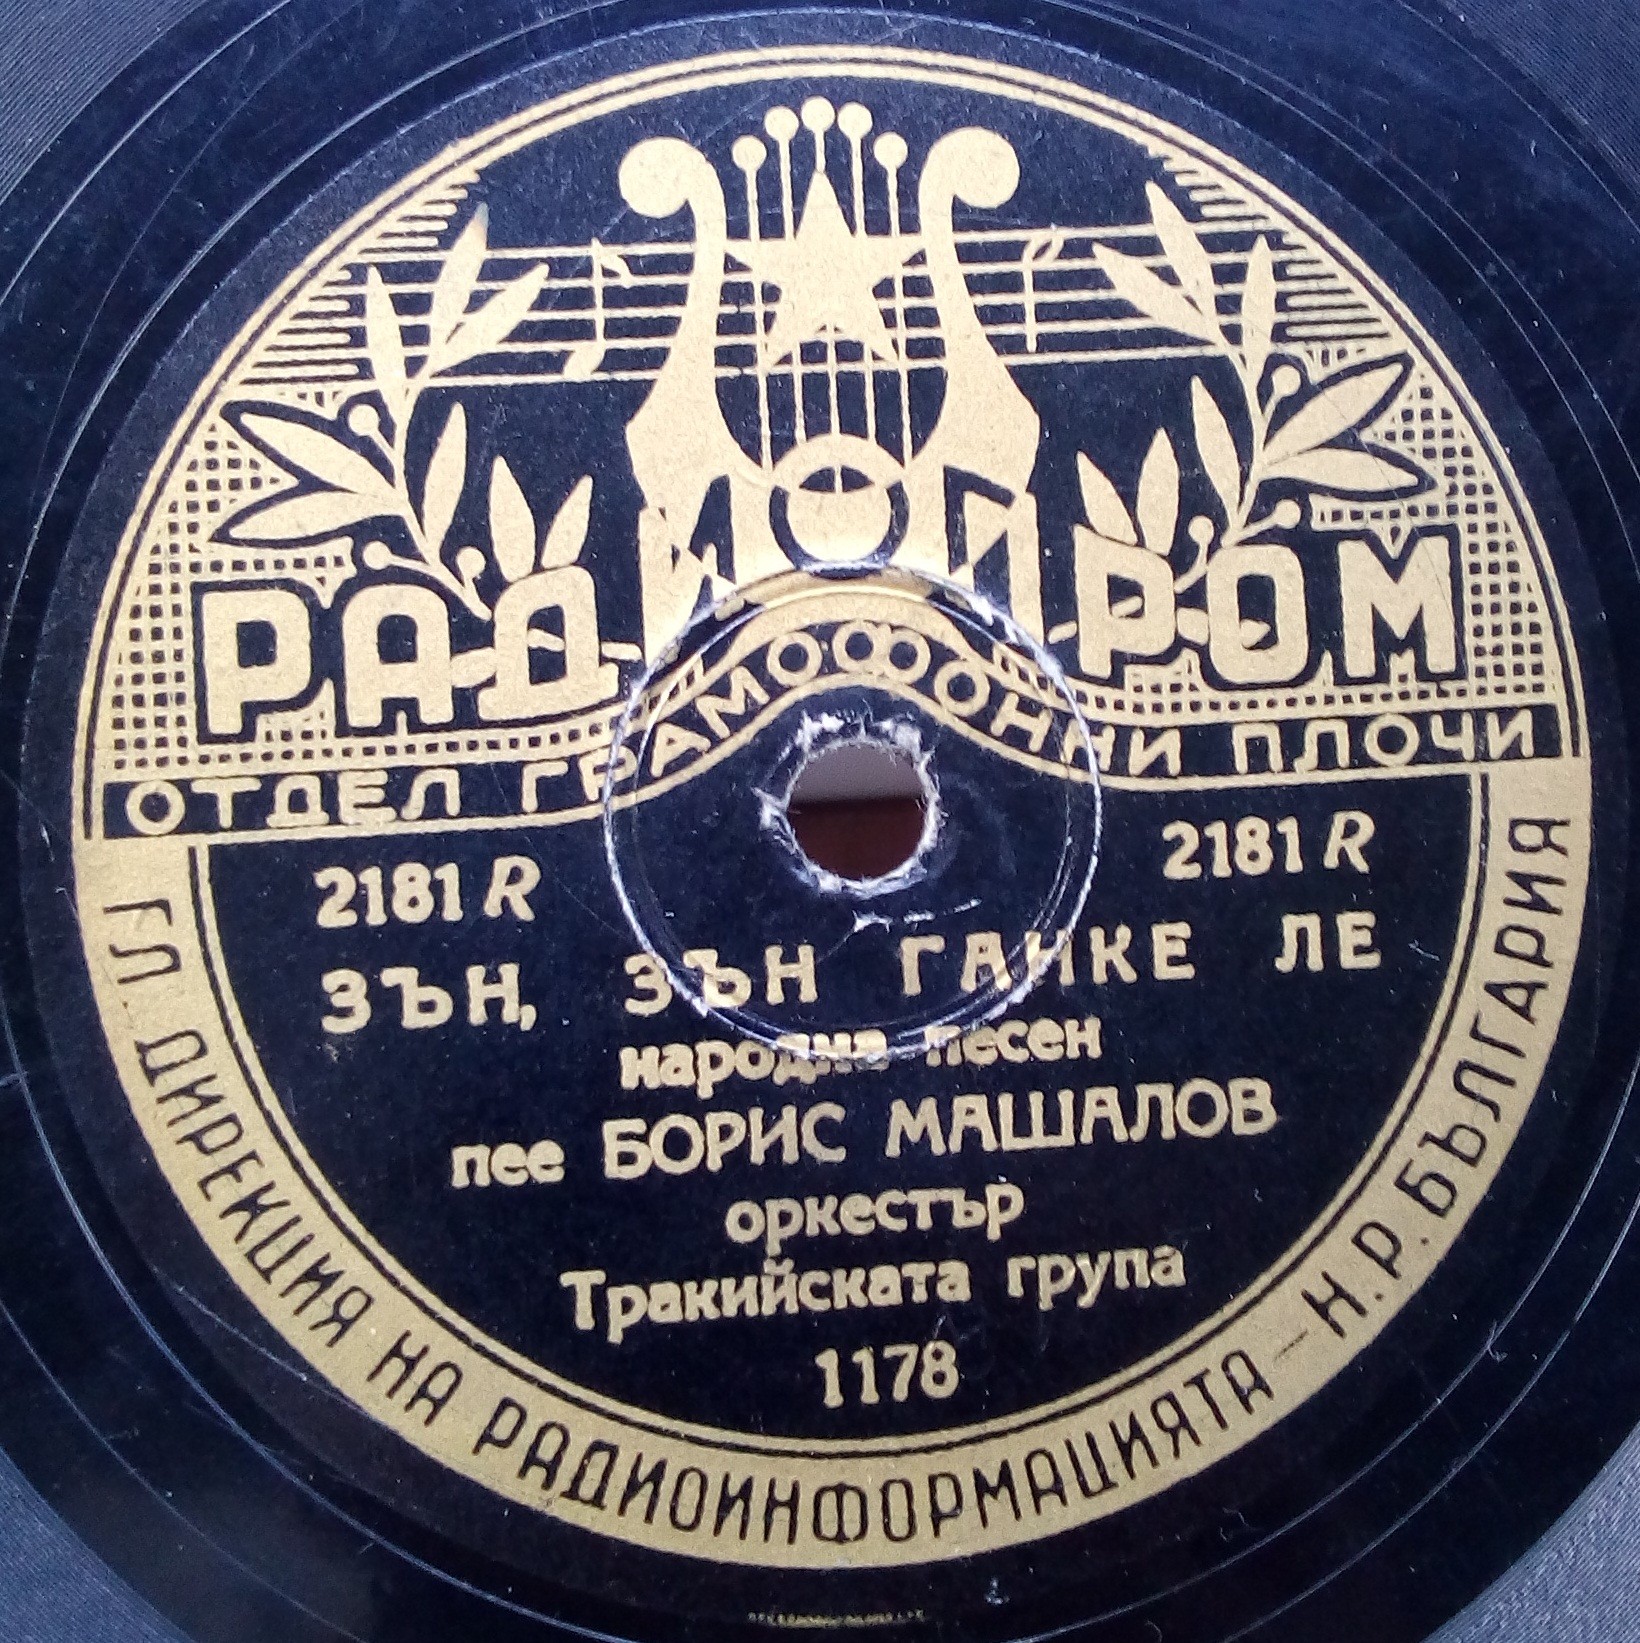 РАДИОПРОМ
ОТДЕЛ ГРАМОФОННИ ПЛОЧИ
2181 R 2181 R
ЗЪН, ЗЪН ГАНКЕ ЛЕ
народна песен
пее БОРИС МАШАЛОВ
оркестър
Тракийската група
1178
ГЛ. ДИРЕКЦИЯ НА РАДИОИНФОРМАЦИЯТА — Н.Р. БЪЛГАРИЯ